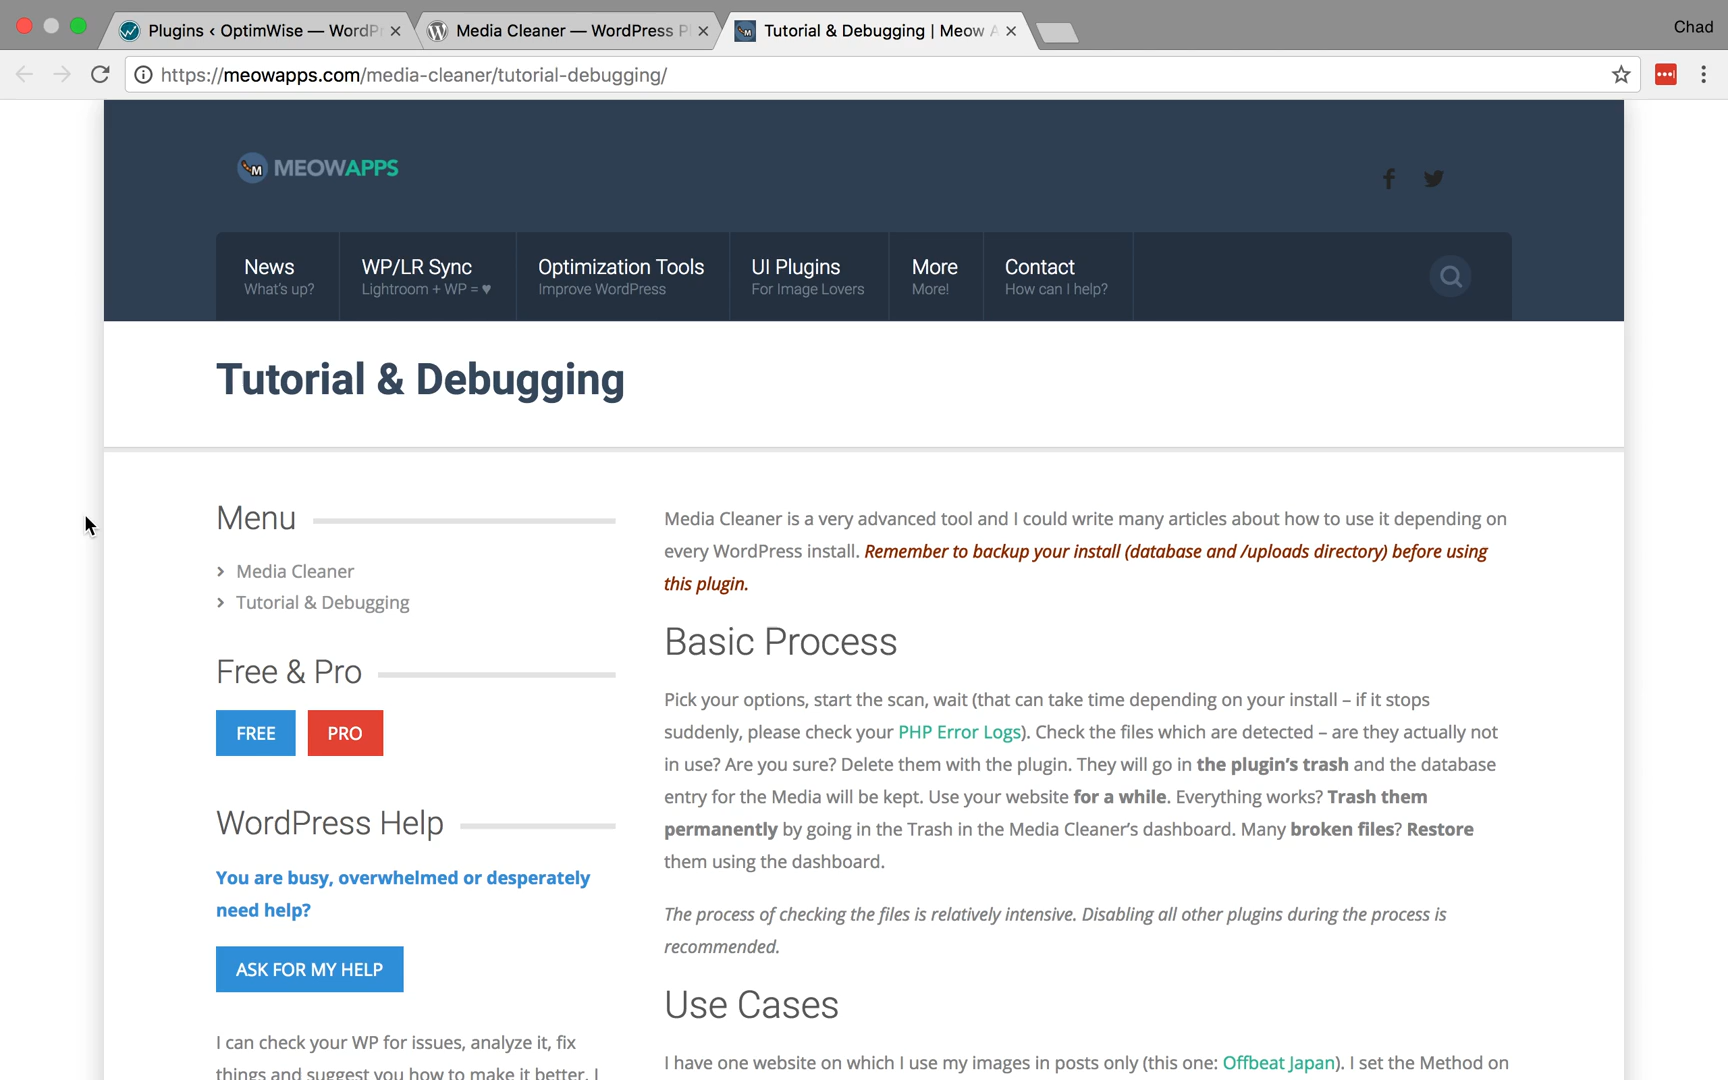 Plugins ‹ OptimWise — WordP
Media Cleaner — WordPress P
Tutorial & Debugging | Meow A
Chad
https://meowapps.com/media-cleaner/tutorial-debugging/
M MEOWAPPS
News
What's up?
WP/LR Sync
Lightroom + WP = ♥
Optimization Tools
Improve WordPress
UI Plugins
For Image Lovers
More
More!
Contact
How can I help?
Tutorial & Debugging
Menu
Media Cleaner
Tutorial & Debugging
Free & Pro
FREE
PRO
WordPress Help
You are busy, overwhelmed or desperately
need help?
ASK FOR MY HELP
I can check your WP for issues, analyze it, fix
things and suggest you how to make it better. I
Media Cleaner is a very advanced tool and I could write many articles about how to use it depending on
every WordPress install. Remember to backup your install (database and /uploads directory) before using
this plugin.
Basic Process
Pick your options, start the scan, wait (that can take time depending on your install – if it stops
suddenly, please check your PHP Error Logs). Check the files which are detected – are they actually not
in use? Are you sure? Delete them with the plugin. They will go in the plugin's trash and the database
entry for the Media will be kept. Use your website for a while. Everything works? Trash them
permanently by going in the Trash in the Media Cleaner's dashboard. Many broken files? Restore
them using the dashboard.
The process of checking the files is relatively intensive. Disabling all other plugins during the process is
recommended.
Use Cases
I have one website on which I use my images in posts only (this one: Offbeat Japan). I set the Method on